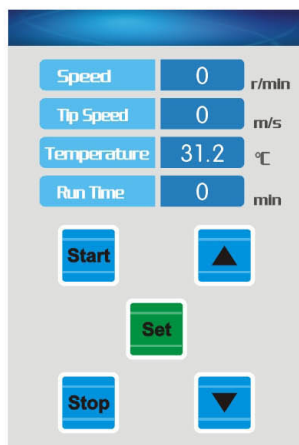 Speed 0 r/min
Tip Speed 0 m/s
Temperature 31.2 ℃
Run Time 0 min
Start
Set
Stop